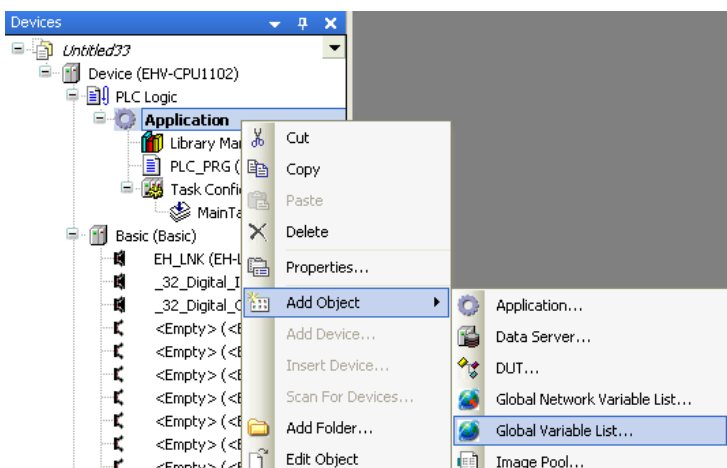 Devices
Untitled33
Device (EHV-CPU1102)
PLC Logic
Application
Library Ma
PLC_PRG (
Task Confi
MainTa
Basic (Basic)
EH_LNK (EH-L
_32_Digital_I
_32_Digital_
<Empty> (<E
<Empty> (<E
<Empty> (<E
<Empty> (<E
<Empty> (<E
<Empty> (<E
Cut
Copy
Paste
Delete
Properties...
Add Object
Add Device...
Insert Device...
Scan For Devices...
Add Folder...
Edit Object
Application...
Data Server...
DUT...
Global Network Variable List...
Global Variable List...
Image Pool...